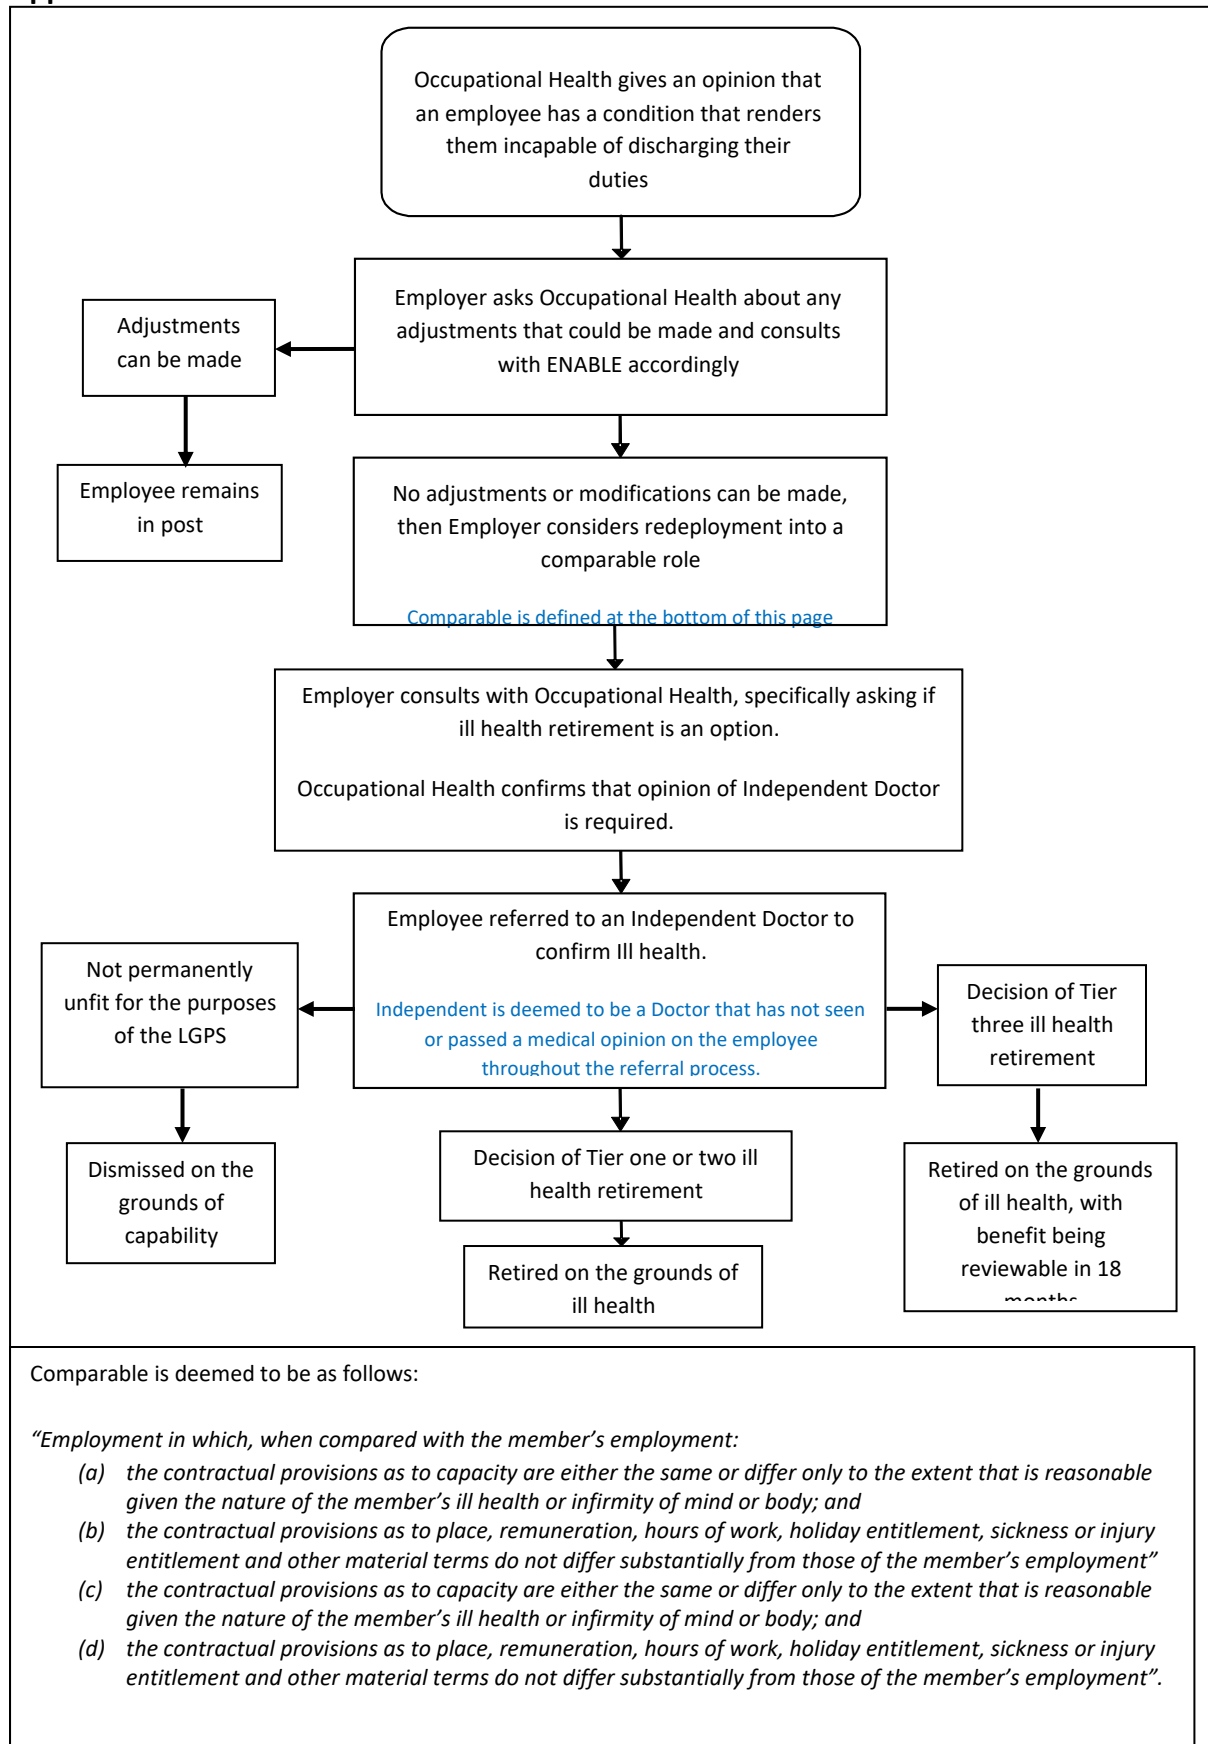 Occupational Health gives an opinion that
an employee has a condition that renders
them incapable of discharging their
duties
Employer asks Occupational Health about any
adjustments that could be made and consults
with ENABLE accordingly
Adjustments
can be made
Employee remains
in post
No adjustments or modifications can be made,
then Employer considers redeployment into a
comparable role
Comparable is defined at the bottom of this page
Employer consults with Occupational Health, specifically asking if
ill health retirement is an option.
Occupational Health confirms that opinion of Independent Doctor
is required.
Employee referred to an Independent Doctor to
confirm Ill health.
Independent is deemed to be a Doctor that has not seen
or passed a medical opinion on the employee
throughout the referral process.
Not permanently
unfit for the purposes
of the LGPS
Dismissed on the
grounds of
capability
Decision of Tier one or two ill
health retirement
Retired on the grounds of
ill health
Decision of Tier
three ill health
retirement
Retired on the grounds
of ill health, with
benefit being
reviewable in 18
months
Comparable is deemed to be as follows:
“Employment in which, when compared with the member’s employment:
(a) the contractual provisions as to capacity are either the same or differ only to the extent that is reasonable
given the nature of the member’s ill health or infirmity of mind or body; and
(b) the contractual provisions as to place, remuneration, hours of work, holiday entitlement, sickness or injury
entitlement and other material terms do not differ substantially from those of the member’s employment”
(c) the contractual provisions as to capacity are either the same or differ only to the extent that is reasonable
given the nature of the member’s ill health or infirmity of mind or body; and
(d) the contractual provisions as to place, remuneration, hours of work, holiday entitlement, sickness or injury
entitlement and other material terms do not differ substantially from those of the member’s employment”.